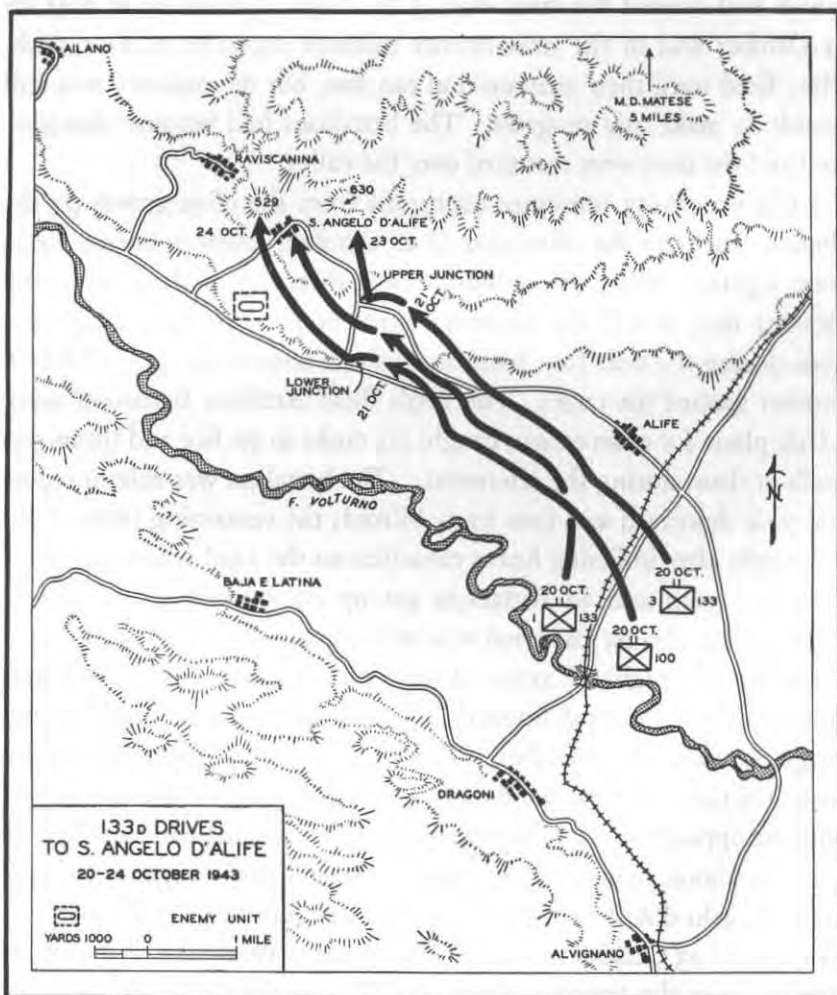 AILANO
M.D. MATESE
5 MILES
RAVISCANINA
529
630
24 OCT.
S. ANGELO D'ALIFE
23 OCT.
UPPER JUNCTION
21 OCT.
LOWER JUNCTION
21 OCT.
ALIFE
N
F. VOLTURNO
BAJA E LATINA
20 OCT.
1 133
20 OCT.
133
20 OCT.
100
DRAGONI
ALVIGNANO
133D DRIVES
TO S. ANGELO D'ALIFE
20-24 OCTOBER 1943
ENEMY UNIT
YARDS 1000 0 1 MILE